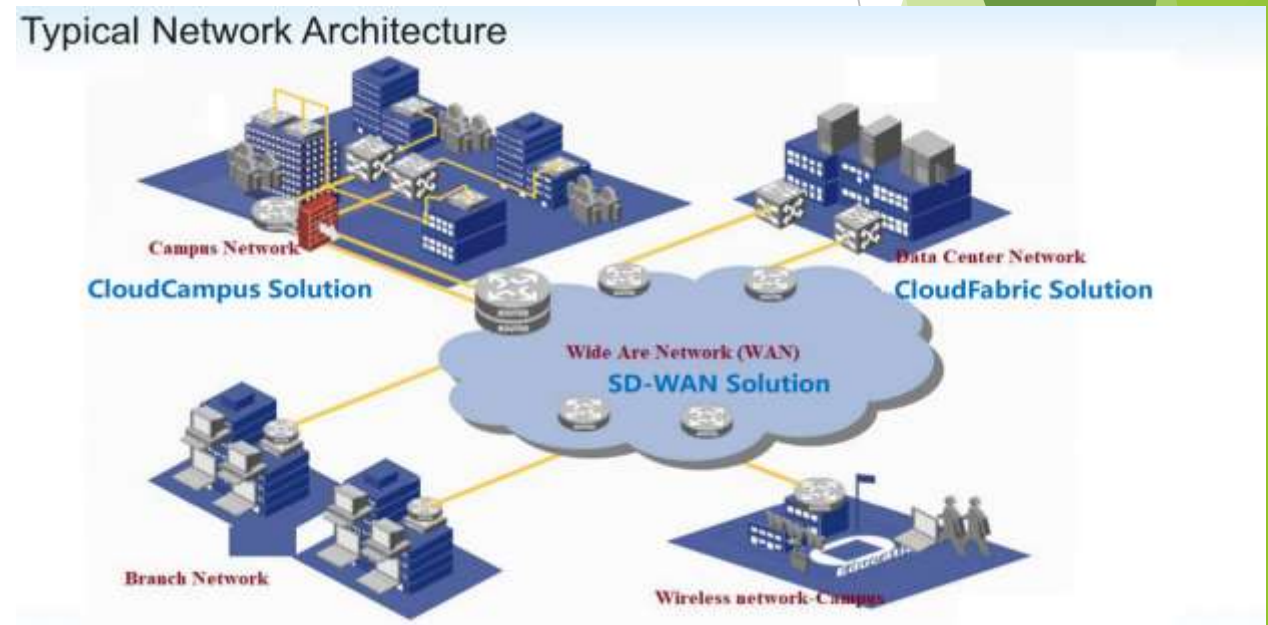 Typical Network Architecture
Campus Network
CloudCampus Solution
Data Center Network
CloudFabric Solution
Wide Are Network (WAN)
SD-WAN Solution
Branch Network
Wireless network-Campus